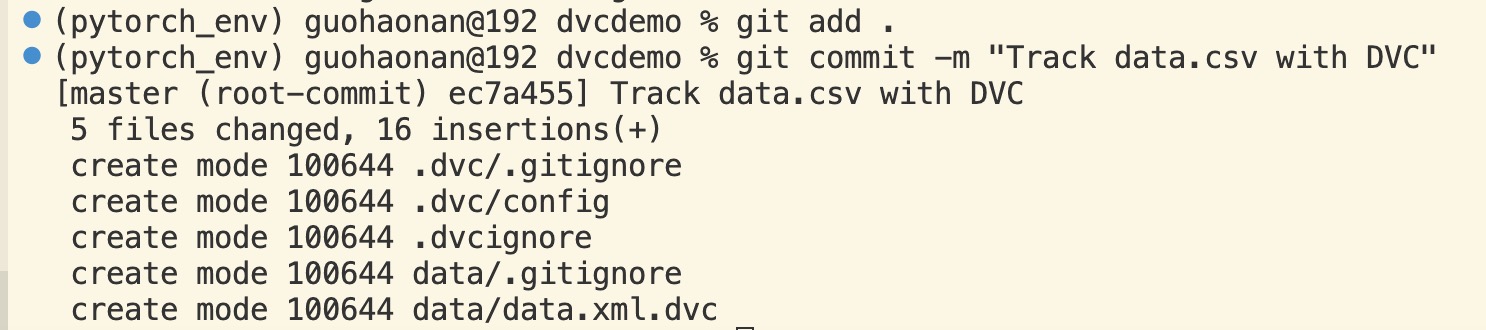 (pytorch_env) guohaonan@192 dvcdemo % git add .
(pytorch_env) guohaonan@192 dvcdemo % git commit -m "Track data.csv with DVC"
[master (root-commit) ec7a455] Track data.csv with DVC
5 files changed, 16 insertions(+)
create mode 100644 .dvc/.gitignore
create mode 100644 .dvc/config
create mode 100644 .dvcignore
create mode 100644 data/.gitignore
create mode 100644 data/data.xml.dvc